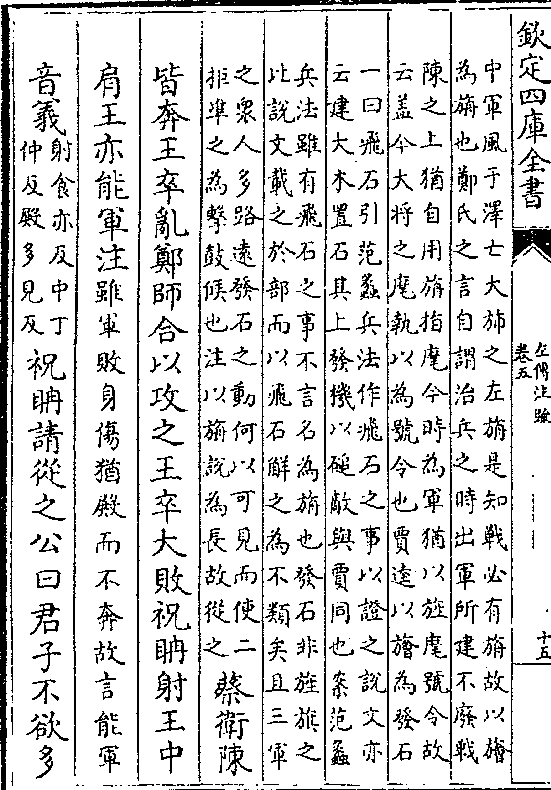 欽定四庫全書
左傳注疏
卷五
十五
中軍風于澤士大旆之左旃是知戰必有旃故以旝
為旃也鄭氏之言自謂治兵之時出軍所建不廢戰
陳之上猶自用旃指麾今時為軍猶以旌麾號令故
云蓋今大將之麾執以為號令也賈逵以旝為發石
一曰飛石引范蠡兵法作飛石之事以證之說文亦
云建大木置石其上發機以磓敵與賈同也案范蠡
兵法雖有飛石之事不言名為旃也發石非旌旗之
比說文載之於部而以飛石解之為不類矣且三軍
之眾人多路遠發石之動何以可見而使二
拒準之為擊鼓候也注以旃說為長故從之
蔡衛陳
皆奔王卒亂鄭師合以攻之王卒大敗祝聃射王中
肩王亦能軍注雖軍敗身傷猶殿而不奔故言能軍
音義
射食亦反中丁
仲反殿多見反
祝聃請從之公曰君子不欲多